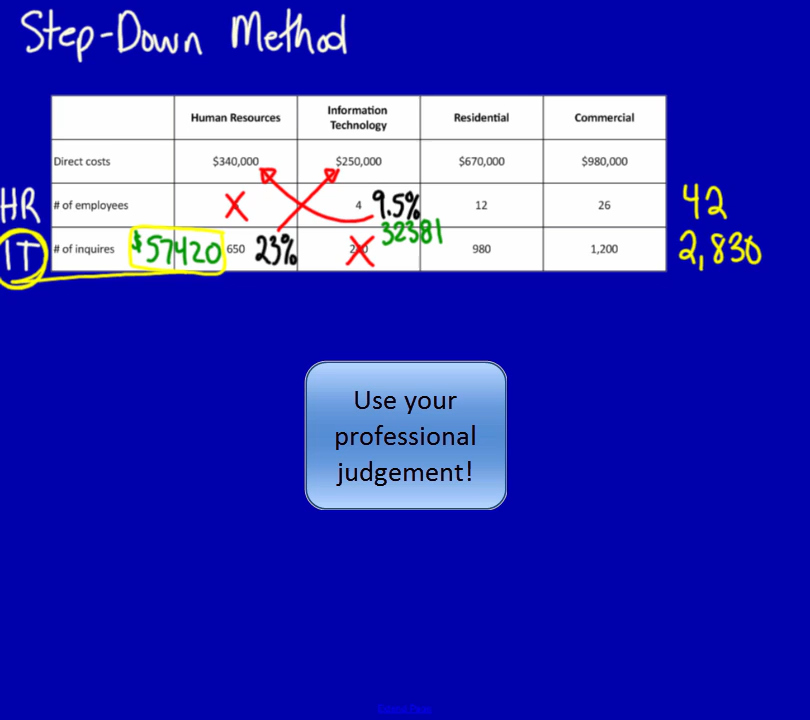 Step-Down Method
Human Resources Information Technology Residential Commercial
Direct costs $340,000 $250,000 $670,000 $980,000
HR # of employees 4 9.5% 12 26 42
32381
IT # of inquires $57420 650 23% 980 1,200 2,830
Use your
professional
judgement!